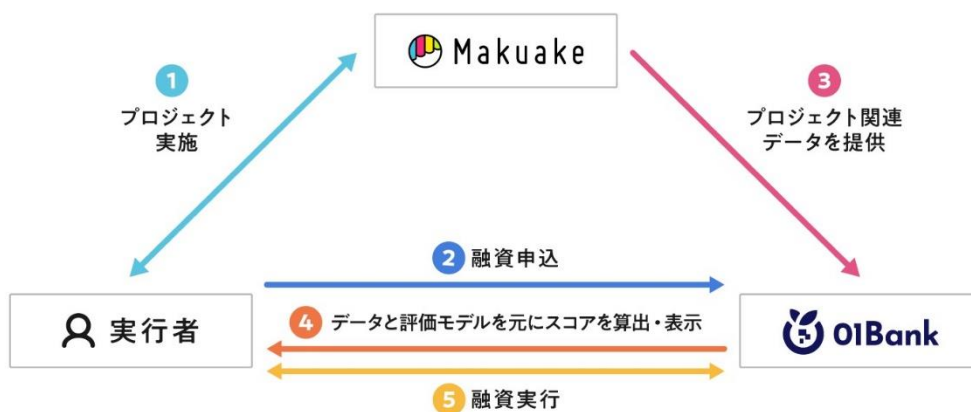 Makuake
1
プロジェクト
実施
3
プロジェクト関連
データを提供
2 融資申込
実行者
4 データと評価モデルを元にスコアを算出・表示
01Bank
5 融資実行